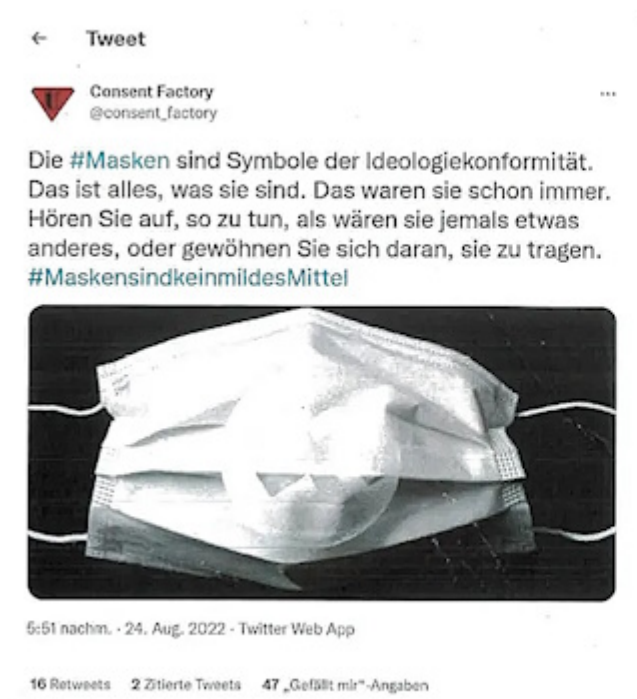 ← Tweet
Consent Factory
@consent_factory
...
Die #Masken sind Symbole der Ideologiekonformität.
Das ist alles, was sie sind. Das waren sie schon immer.
Hören Sie auf, so zu tun, als wären sie jemals etwas
anderes, oder gewöhnen Sie sich daran, sie zu tragen.
#MaskensindkeinmildesMittel
5:51 nachm. · 24. Aug. 2022 · Twitter Web App
16 Retweets 2 Zitierte Tweets 47 „Gefällt mir“-Angaben